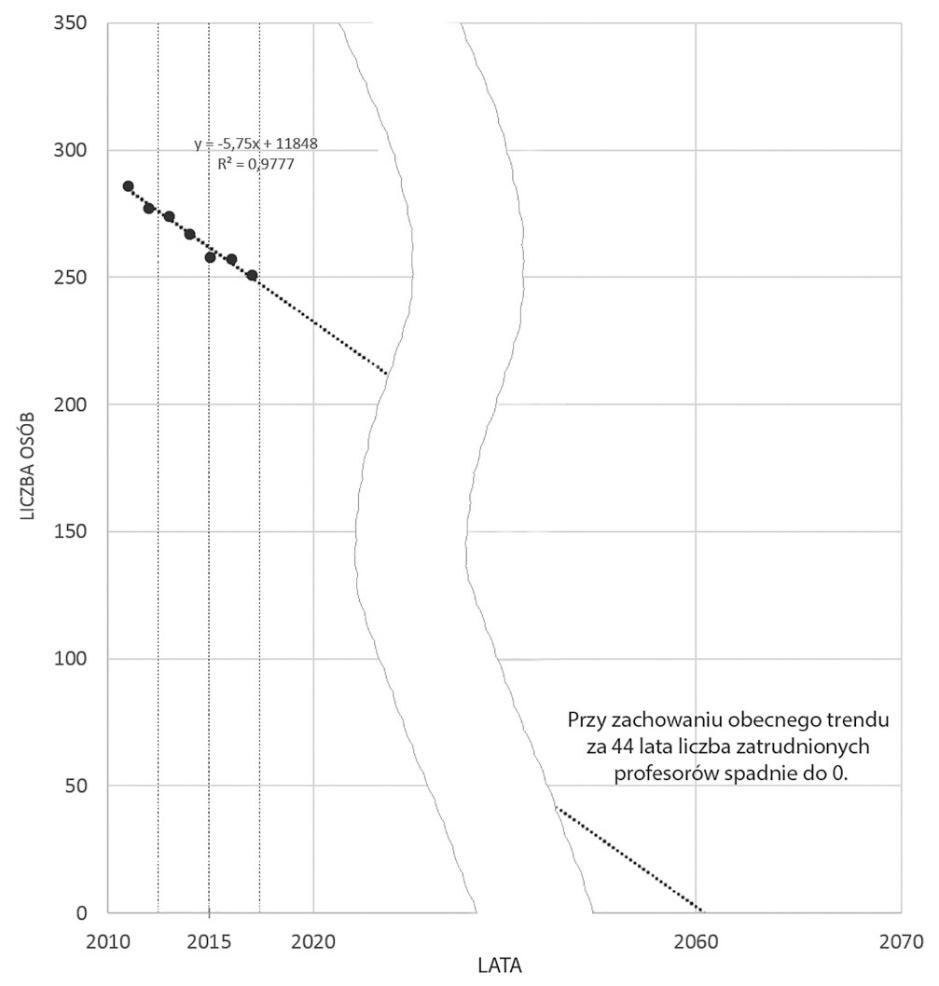 350
300
y = -5,75x + 11848
R² = 0,9777
250
200
LICZBA OSÓB
150
100
Przy zachowaniu obecnego trendu
za 44 lata liczba zatrudnionych
profesorów spadnie do 0.
50
0
2010 2015 2020 2060 2070
LATA